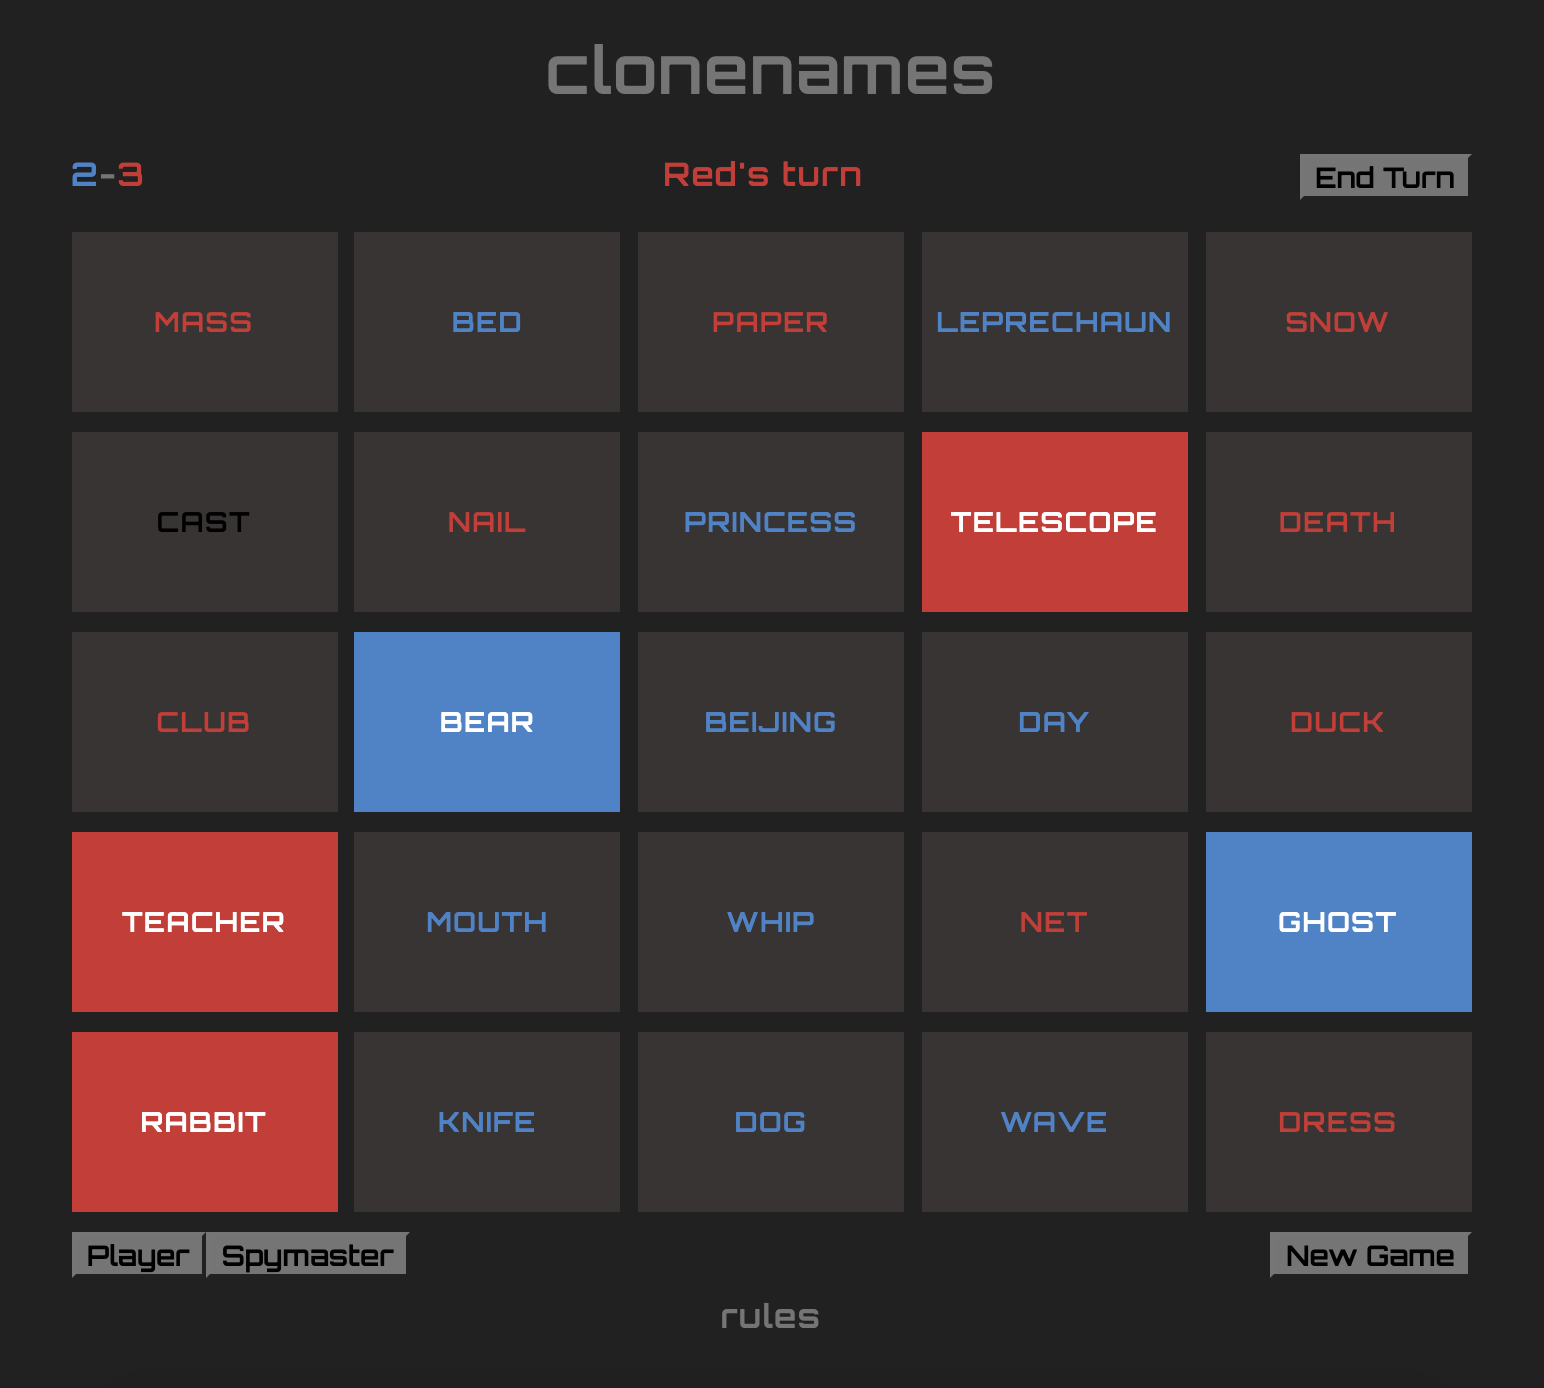 clonenames
2-3
Red's turn
End Turn
MASS
BED
PAPER
LEPRECHAUN
SNOW
CAST
NAIL
PRINCESS
TELESCOPE
DEATH
CLUB
BEAR
BEIJING
DAY
DUCK
TEACHER
MOUTH
WHIP
NET
GHOST
RABBIT
KNIFE
DOG
WAVE
DRESS
Player
Spymaster
New Game
rules